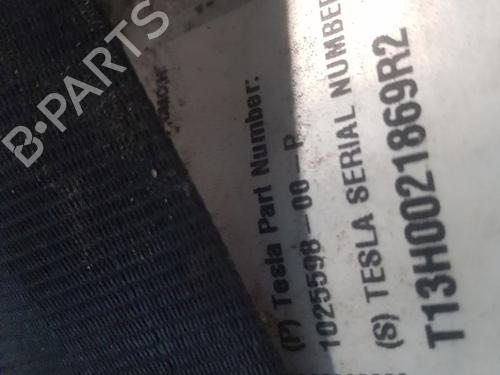 B-PARTS
(P) Tesla Part Number:
1025598-00-P
(S) TESLA SERIAL NUMBER
T13H0021869R2